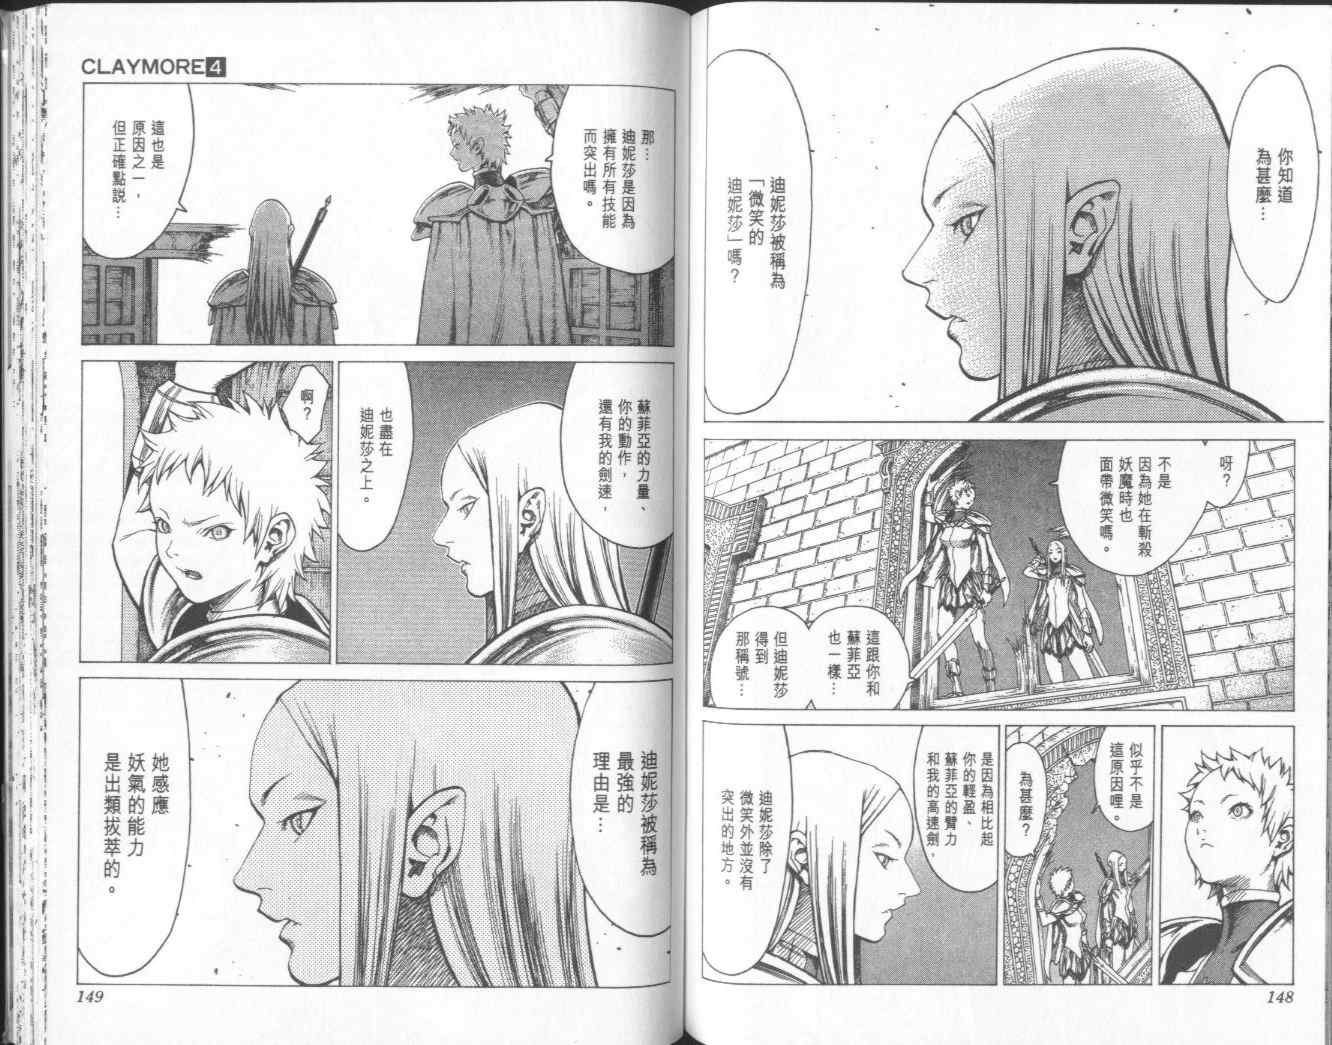 你知道
為甚麼…
迪妮莎被稱為
「微笑的
迪妮莎」嗎？
呀？
不是
因為她在斬殺
妖魔時也
面帶微笑嗎。
這跟你和
蘇菲亞
也一樣…
但迪妮莎
得到
那稱號…
似乎不是
這原因哩。
為甚麼？
是因為相比起
你的輕盈、
蘇菲亞的臂力
和我的高速劍，
迪妮莎除了
微笑外並沒有
突出的地方。
148
CLAYMORE4
那…
迪妮莎是因為
擁有所有技能
而突出嗎。
這也是
原因之一，
但正確點説…
蘇菲亞的力量、
你的動作，
還有我的劍速，
也盡在
迪妮莎之上。
啊？
迪妮莎被稱為
最強的
理由是…
她感應
妖氣的能力
是出類拔萃的。
149